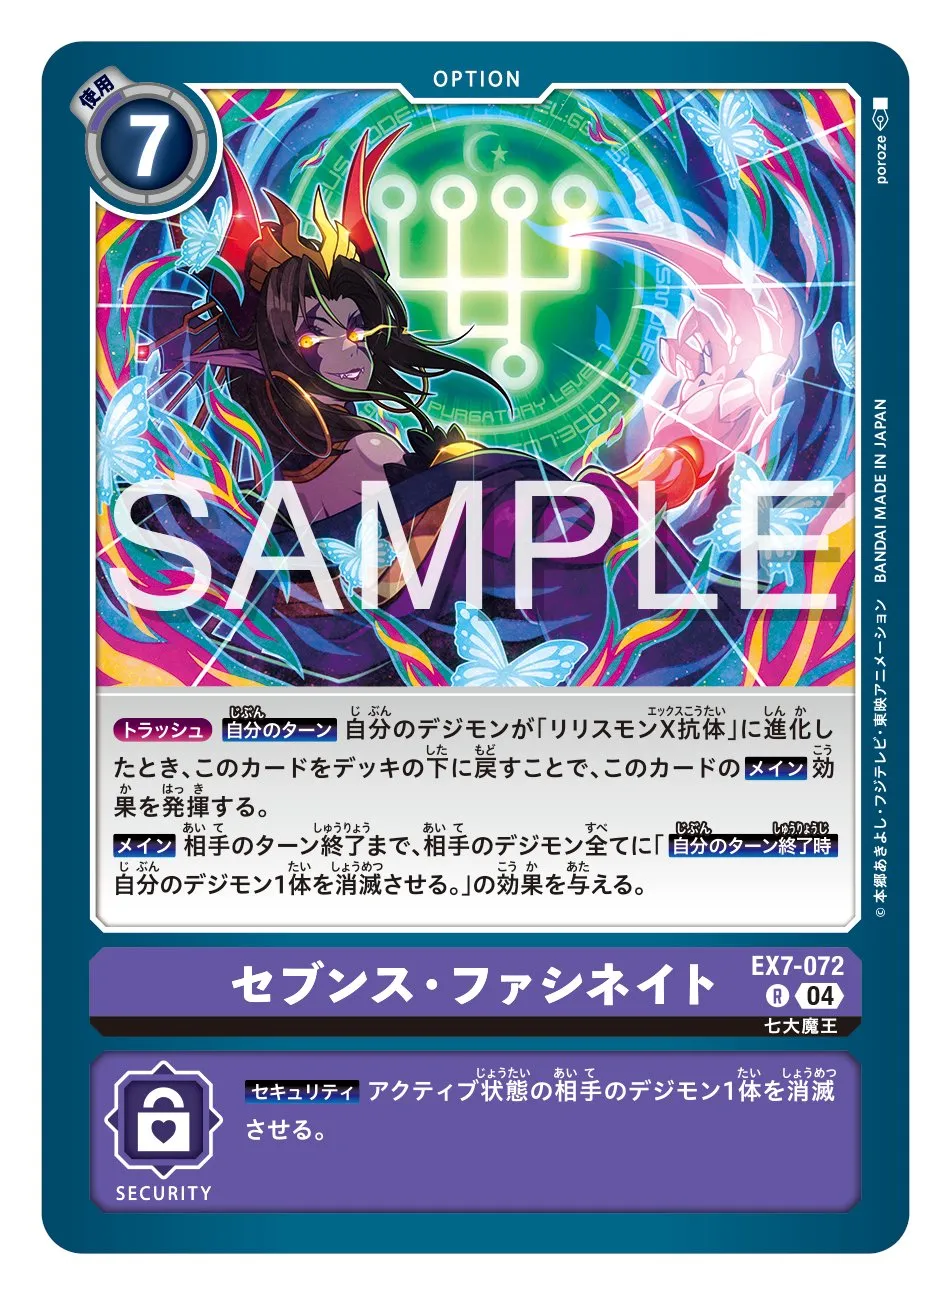 OPTION
使用
7
poroze
PURGATORY LEVEL
SAMPLE
BANDAI MADE IN JAPAN
©本郷あきよし・フジテレビ・東映アニメーション
トラッシュ 自分のターン 自分のデジモンが「リリスモンX抗体」に進化し
たとき、このカードをデッキの下に戻すことで、このカードの メイン 効
果を発揮する。
メイン 相手のターン終了まで、相手のデジモン全てに「 自分のターン終了時
自分のデジモン1体を消滅させる。」の効果を与える。
セブンス・ファシネイト
EX7-072
R 04
七大魔王
セキュリティ アクティブ状態の相手のデジモン1体を消滅
させる。
SECURITY